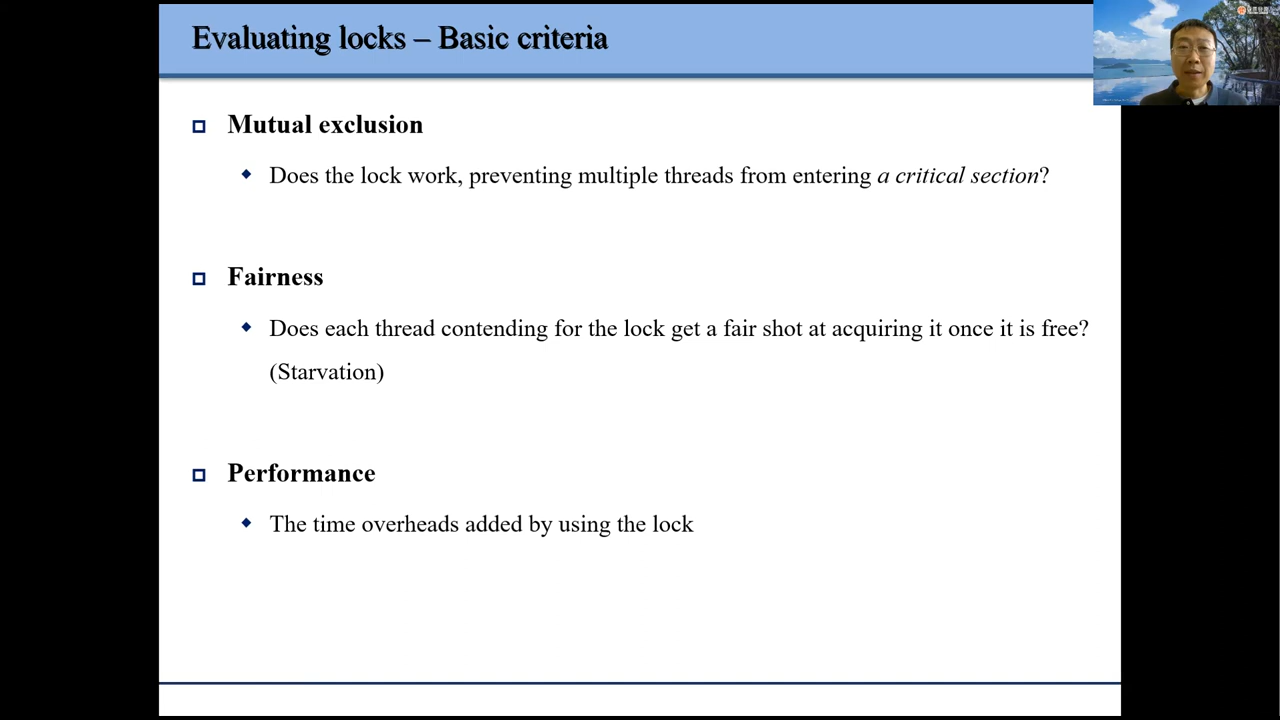 Evaluating locks – Basic criteria
Mutual exclusion
Does the lock work, preventing multiple threads from entering a critical section?
Fairness
Does each thread contending for the lock get a fair shot at acquiring it once it is free?
(Starvation)
Performance
The time overheads added by using the lock